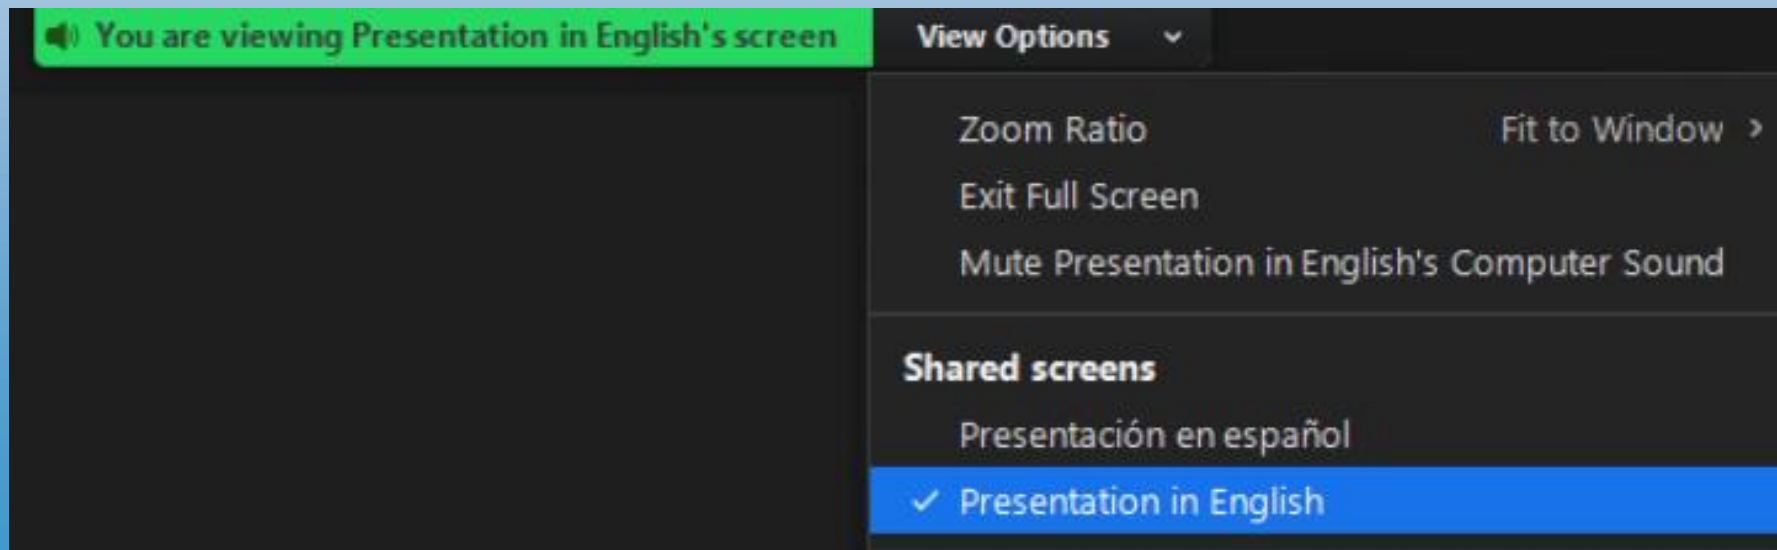 You are viewing Presentation in English's screen View Options
Zoom Ratio Fit to Window
Exit Full Screen
Mute Presentation in English's Computer Sound
Shared screens
Presentación en español
Presentation in English